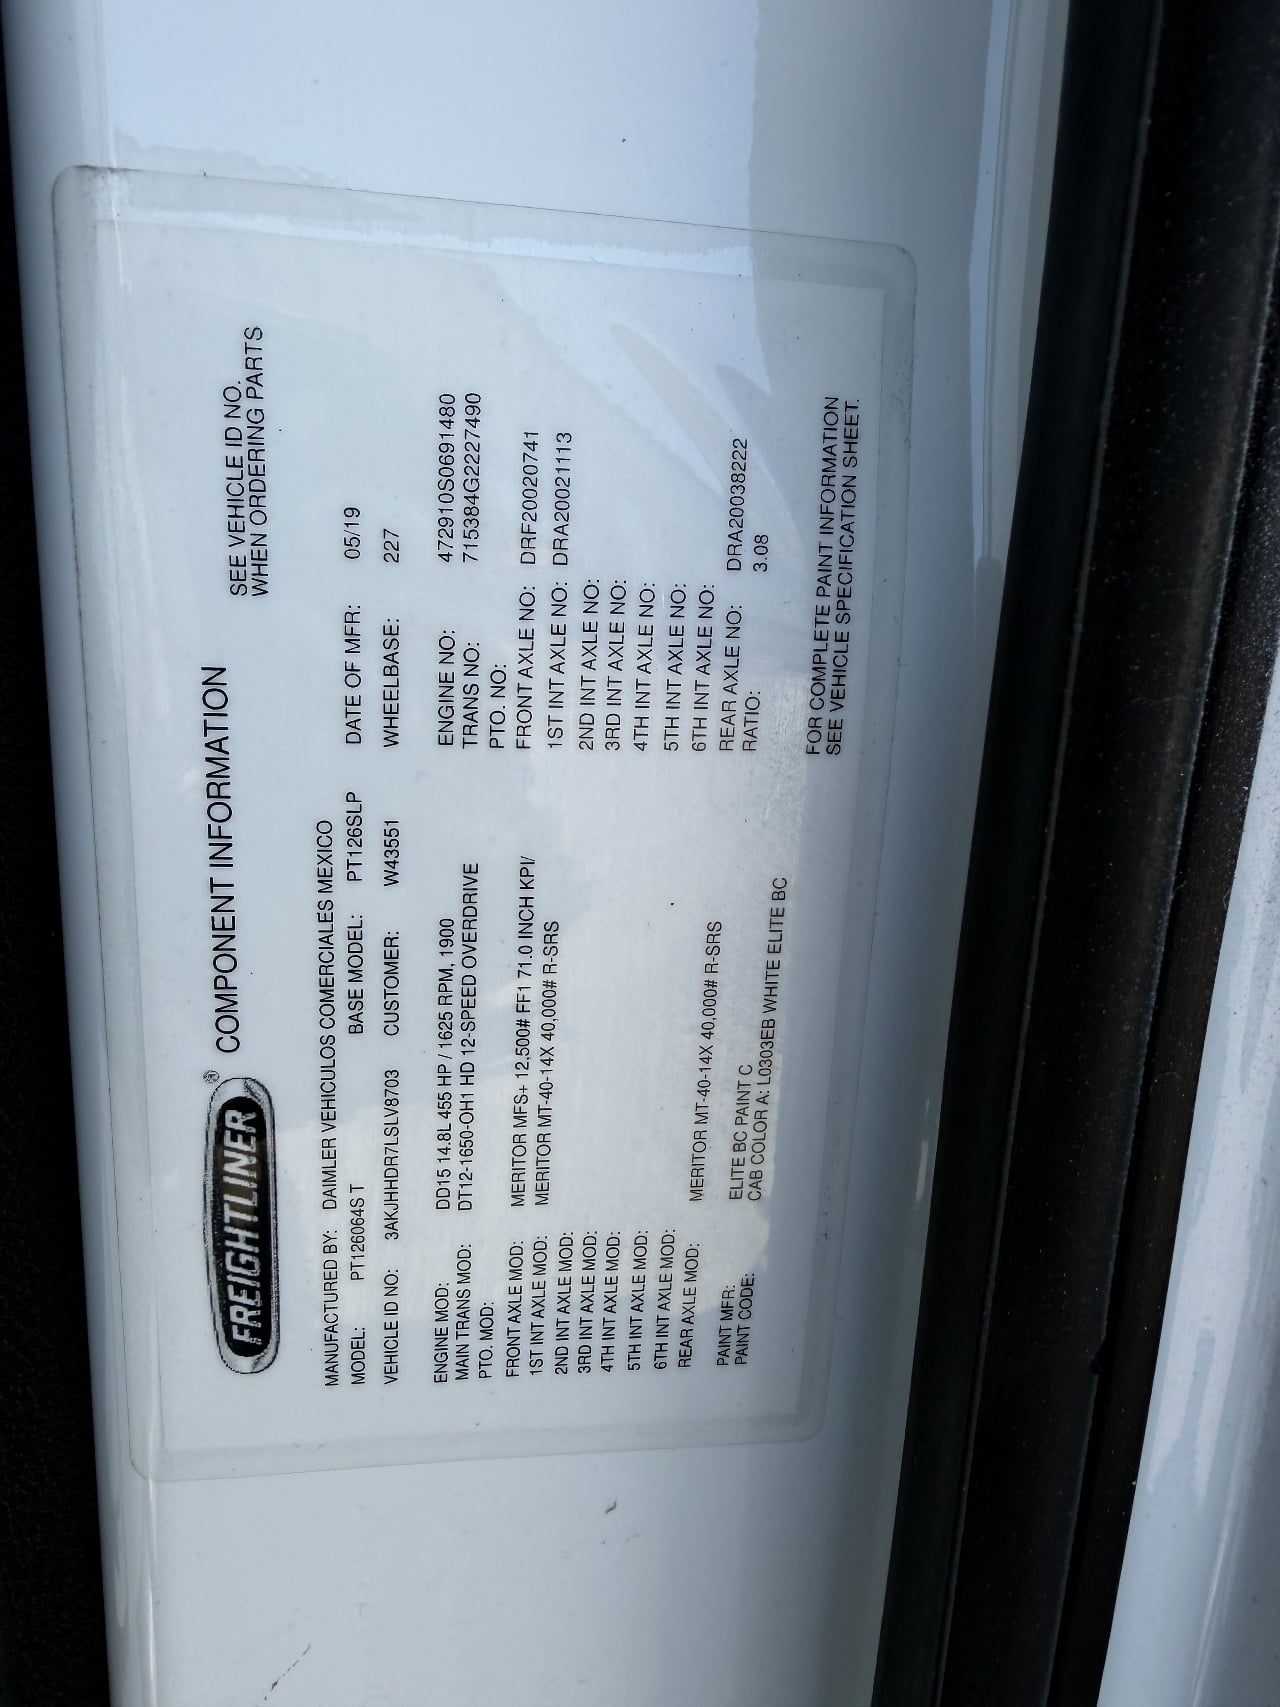 FREIGHTLINER® COMPONENT INFORMATION
SEE VEHICLE ID NO.
WHEN ORDERING PARTS
MANUFACTURED BY: DAIMLER VEHICULOS COMERCIALES MEXICO
MODEL: PT126064S T BASE MODEL: PT126SLP DATE OF MFR: 05/19
VEHICLE ID NO: 3AKJHHDR7LSLV8703 CUSTOMER: W43551 WHEELBASE: 227
ENGINE MOD: DD15 14.8L 455 HP / 1625 RPM, 1900 ENGINE NO: 472910S0691480
MAIN TRANS MOD: DT12-1650-OH1 HD 12-SPEED OVERDRIVE TRANS NO: 715384G2227490
PTO. MOD: PTO. NO:
FRONT AXLE MOD: MERITOR MFS+ 12,500# FF1 71.0 INCH KPI/ FRONT AXLE NO: DRF20020741
1ST INT AXLE MOD: MERITOR MT-40-14X 40,000# R-SRS 1ST INT AXLE NO: DRA20021113
2ND INT AXLE MOD: 2ND INT AXLE NO:
3RD INT AXLE MOD: 3RD INT AXLE NO:
4TH INT AXLE MOD: 4TH INT AXLE NO:
5TH INT AXLE MOD: 5TH INT AXLE NO:
6TH INT AXLE MOD: 6TH INT AXLE NO:
REAR AXLE MOD: MERITOR MT-40-14X 40,000# R-SRS REAR AXLE NO: DRA20038222
RATIO: 3.08
PAINT MFR: ELITE BC PAINT C
PAINT CODE: CAB COLOR A: L0303EB WHITE ELITE BC
FOR COMPLETE PAINT INFORMATION
SEE VEHICLE SPECIFICATION SHEET.